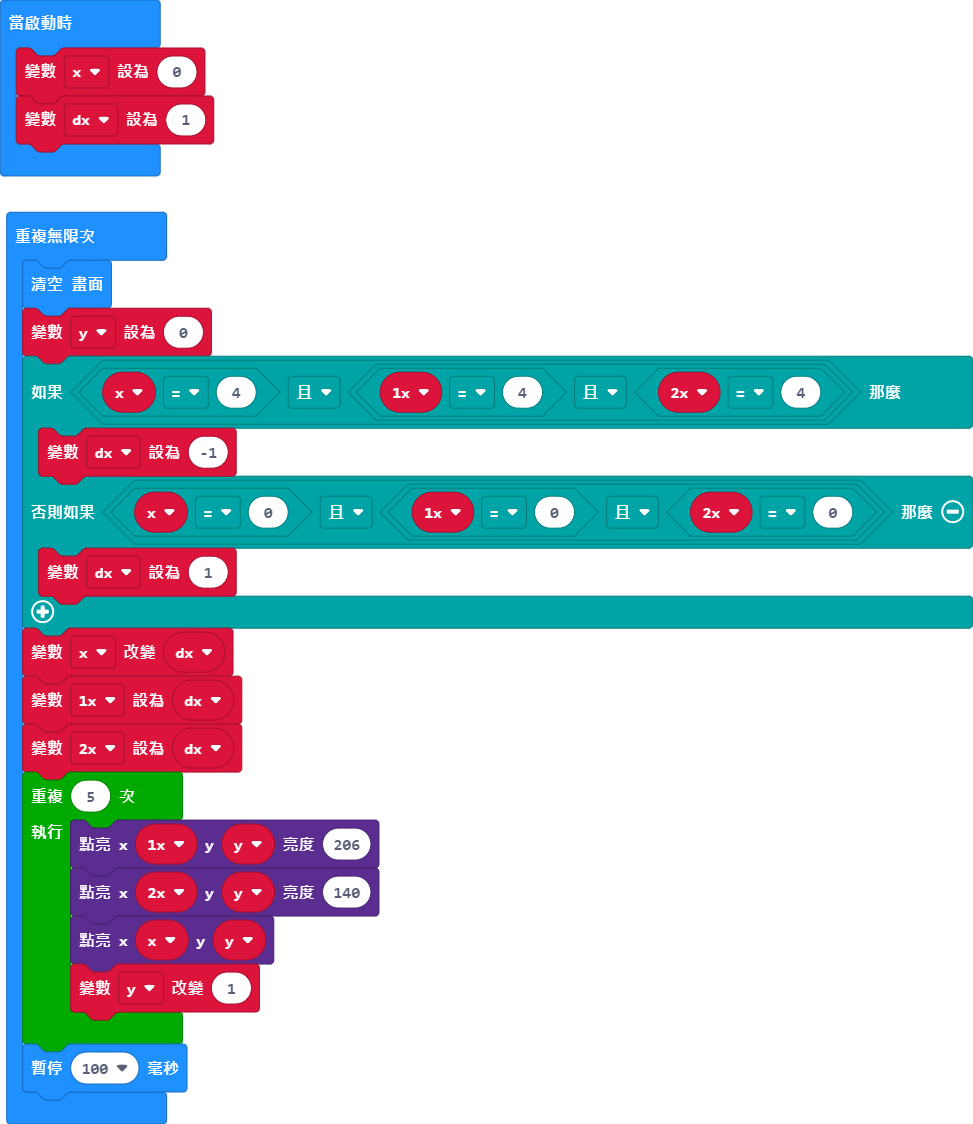 當啟動時
變數 x 設為 0
變數 dx 設為 1
重複無限次
清空 畫面
變數 y 設為 0
如果 x = 4 且 1x = 4 且 2x = 4 那麼
變數 dx 設為 -1
否則如果 x = 0 且 1x = 0 且 2x = 0 那麼
變數 dx 設為 1
變數 x 改變 dx
變數 1x 設為 dx
變數 2x 設為 dx
重複 5 次
執行
點亮 x 1x y y 亮度 206
點亮 x 2x y y 亮度 140
點亮 x x y y
變數 y 改變 1
暫停 100 毫秒